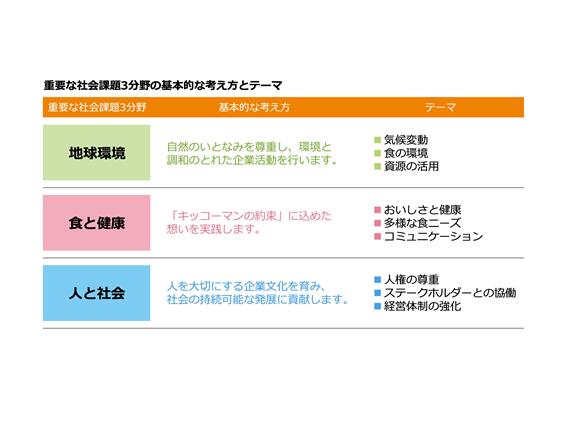 重要な社会課題3分野の基本的な考え方とテーマ
重要な社会課題3分野 基本的な考え方 テーマ
地球環境
自然のいとなみを尊重し、環境と
調和のとれた企業活動を行います。
気候変動
食の環境
資源の活用
食と健康
「キッコーマンの約束」に込めた
想いを実践します。
おいしさと健康
多様な食ニーズ
コミュニケーション
人と社会
人を大切にする企業文化を育み、
社会の持続可能な発展に貢献します。
人権の尊重
ステークホルダーとの協働
経営体制の強化